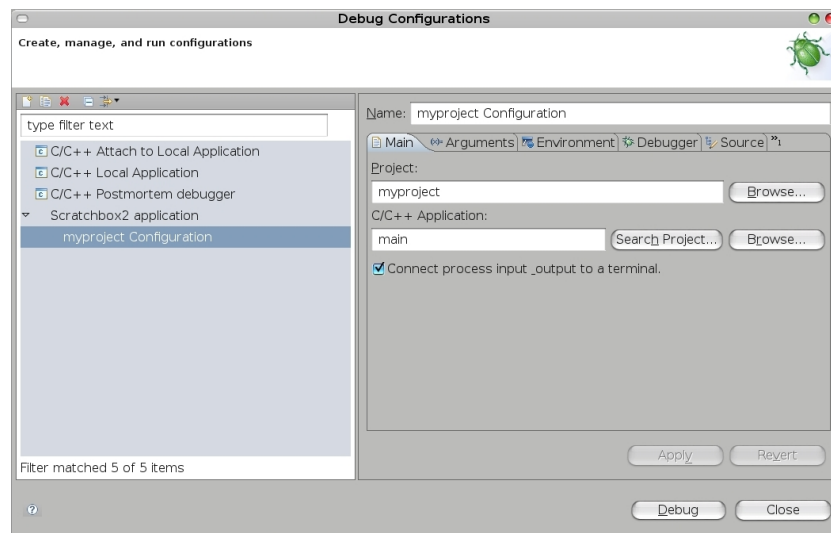 Debug Configurations
Create, manage, and run configurations
type filter text
C/C++ Attach to Local Application
C/C++ Local Application
C/C++ Postmortem debugger
Scratchbox2 application
myproject Configuration
Filter matched 5 of 5 items
Name: myproject Configuration
Main Arguments Environment Debugger Source »1
Project:
myproject Browse...
C/C++ Application:
main Search Project... Browse...
Connect process input _output to a terminal.
Apply Revert
Debug Close